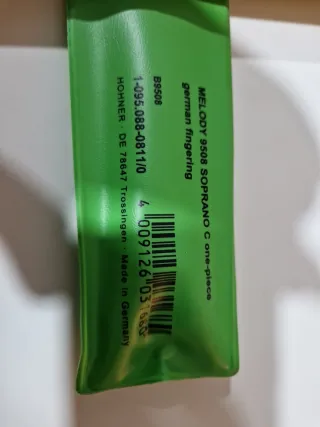 MELODY 9508 SOPRANO C one-piece
german fingering
B9508
1-095.088-0811/0
HOHNER · DE 78647 Trossingen · Made in Germany
4 009126 03